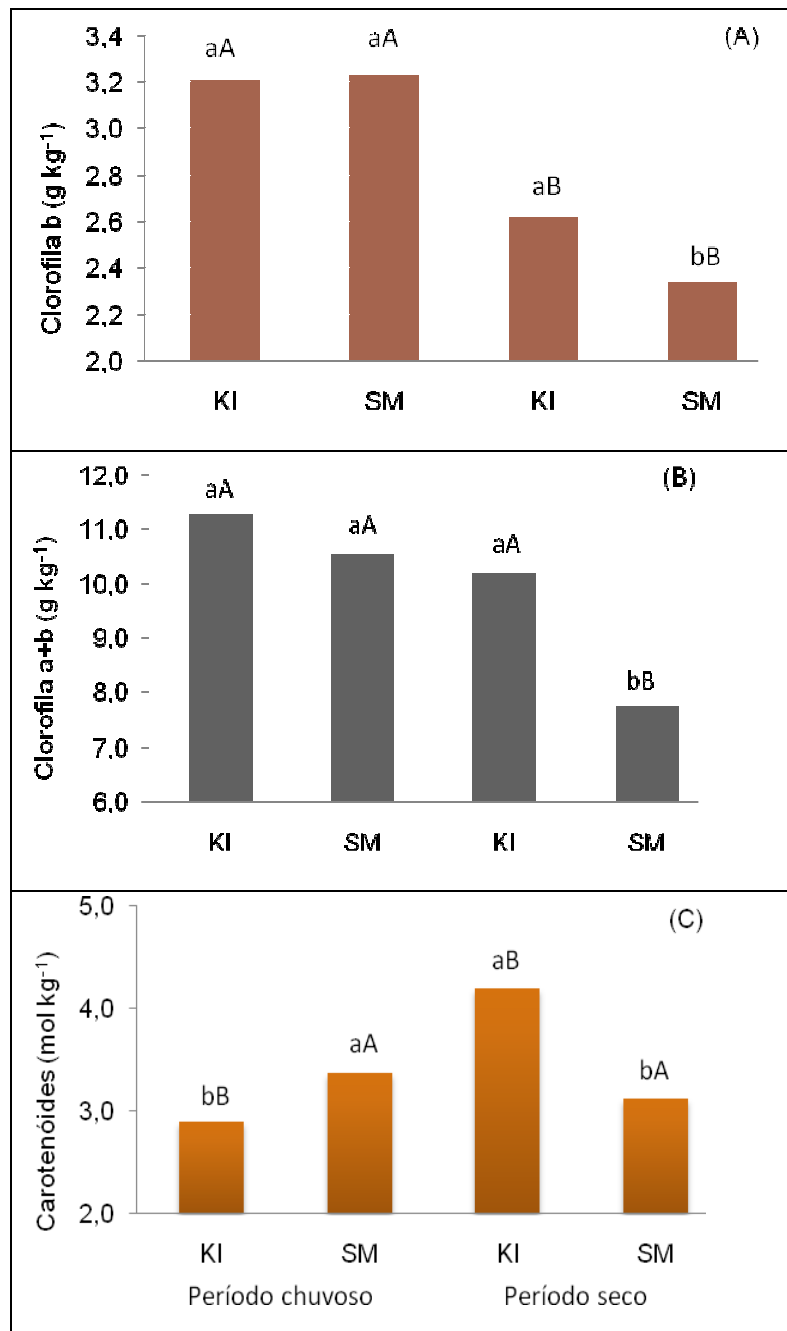 (A)
Clorofila b (g kg⁻¹)
3,4
3,2
3,0
2,8
2,6
2,4
2,2
2,0
aA
aA
aB
bB
KI SM KI SM
(B)
Clorofila a+b (g kg⁻¹)
12,0
11,0
10,0
9,0
8,0
7,0
6,0
aA
aA
aA
bB
KI SM KI SM
(C)
Carotenóides (mol kg⁻¹)
5,0
4,0
3,0
2,0
bB
aA
aB
bA
KI SM KI SM
Período chuvoso Período seco